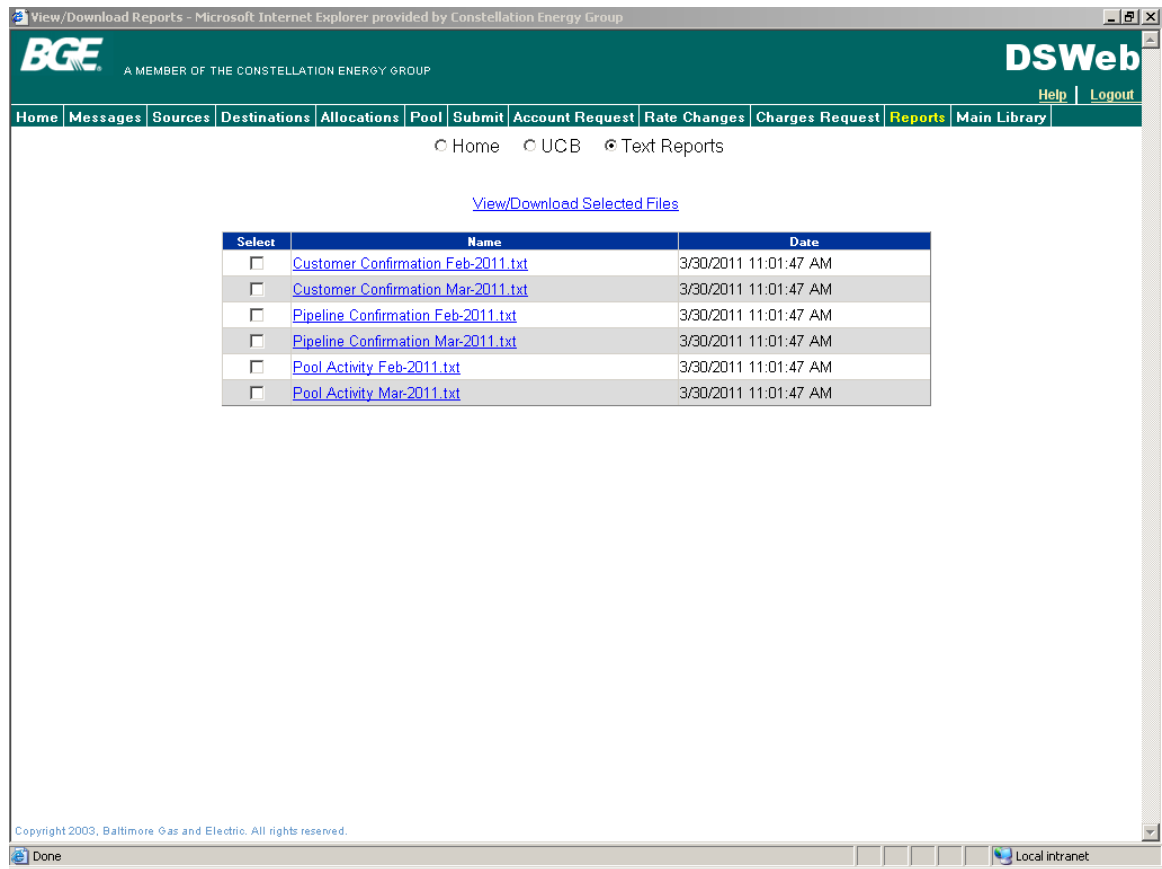 View/Download Reports - Microsoft Internet Explorer provided by Constellation Energy Group
BGE
A MEMBER OF THE CONSTELLATION ENERGY GROUP
DSWeb
Help | Logout
Home Messages Sources Destinations Allocations Pool Submit Account Request Rate Changes Charges Request Reports Main Library
Home UCB Text Reports
View/Download Selected Files
Select Name Date
Customer Confirmation Feb-2011.txt 3/30/2011 11:01:47 AM
Customer Confirmation Mar-2011.txt 3/30/2011 11:01:47 AM
Pipeline Confirmation Feb-2011.txt 3/30/2011 11:01:47 AM
Pipeline Confirmation Mar-2011.txt 3/30/2011 11:01:47 AM
Pool Activity Feb-2011.txt 3/30/2011 11:01:47 AM
Pool Activity Mar-2011.txt 3/30/2011 11:01:47 AM
Copyright 2003, Baltimore Gas and Electric. All rights reserved.
Done Local intranet